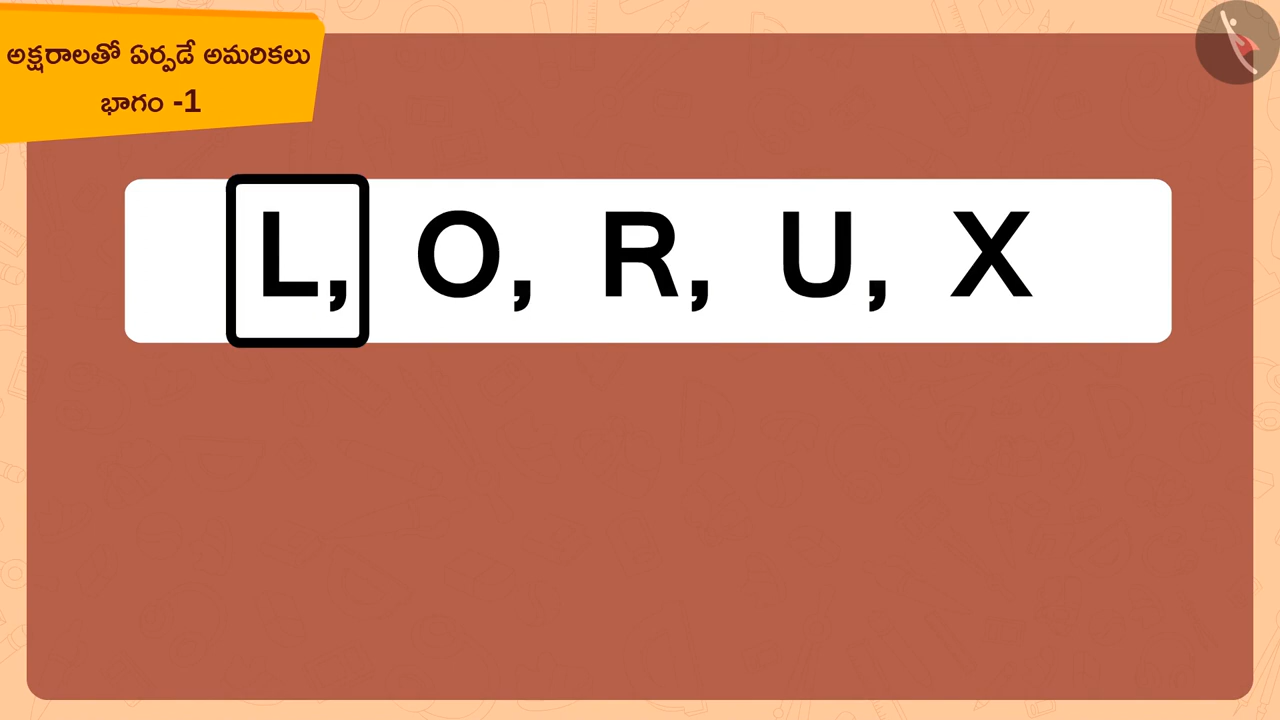 అక్షరాలతో ఏర్పడే అమరికలు
భాగం -1
L, O, R, U, X